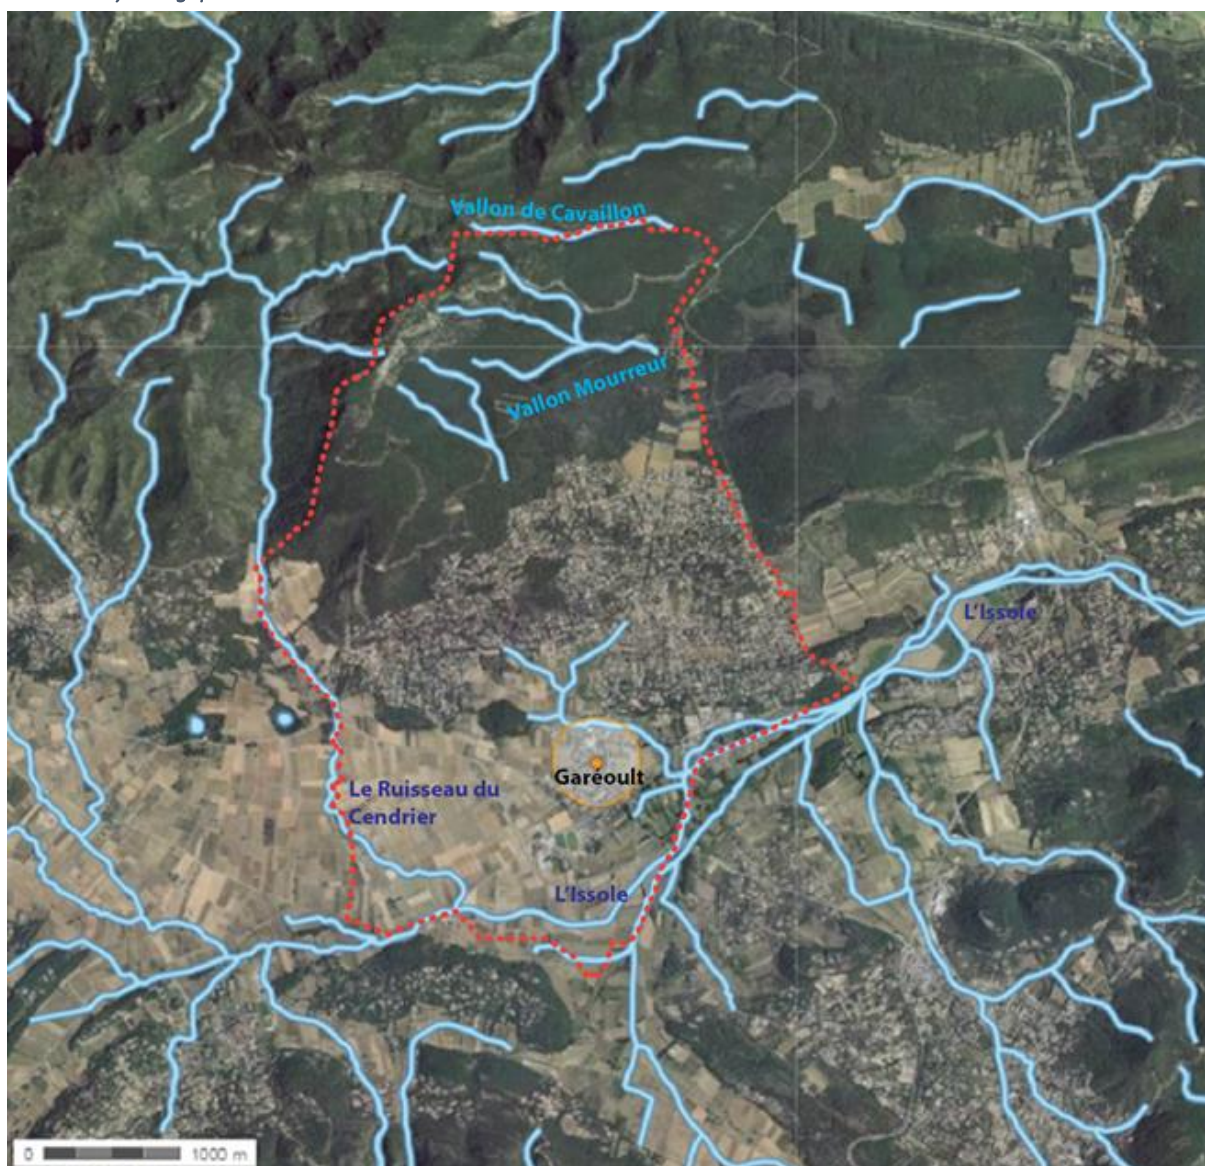 Vallon de Cavaillon
Vallon Mourreur
L'Issole
Garéoult
Le Ruisseau du
Cendrier
L'Issole
0 1000 m